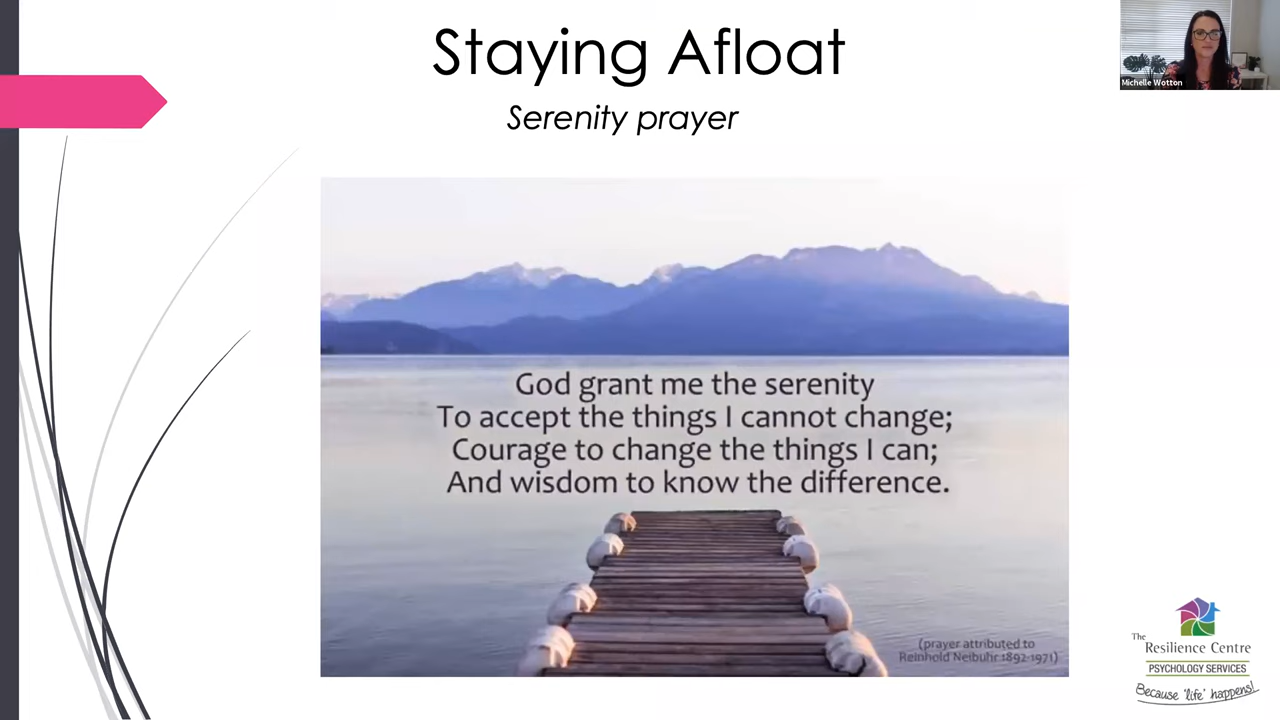 Staying Afloat
Serenity prayer
Michelle Wotton
God grant me the serenity
To accept the things I cannot change;
Courage to change the things I can;
And wisdom to know the difference.
(prayer attributed to
Reinhold Neibuhr 1892-1971)
The
Resilience Centre
PSYCHOLOGY SERVICES
Because 'life' happens!